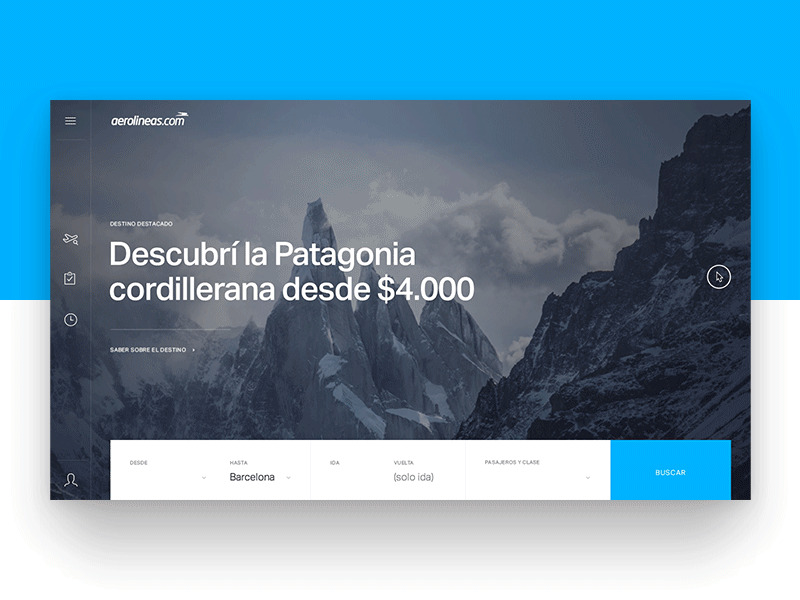 aerolineas.com
DESTINO DESTACADO
Descubrí la Patagonia
cordillerana desde $4.000
SABER SOBRE EL DESTINO
DESDE
HASTA
Barcelona
IDA
VUELTA
(solo ida)
PASAJEROS Y CLASE
BUSCAR